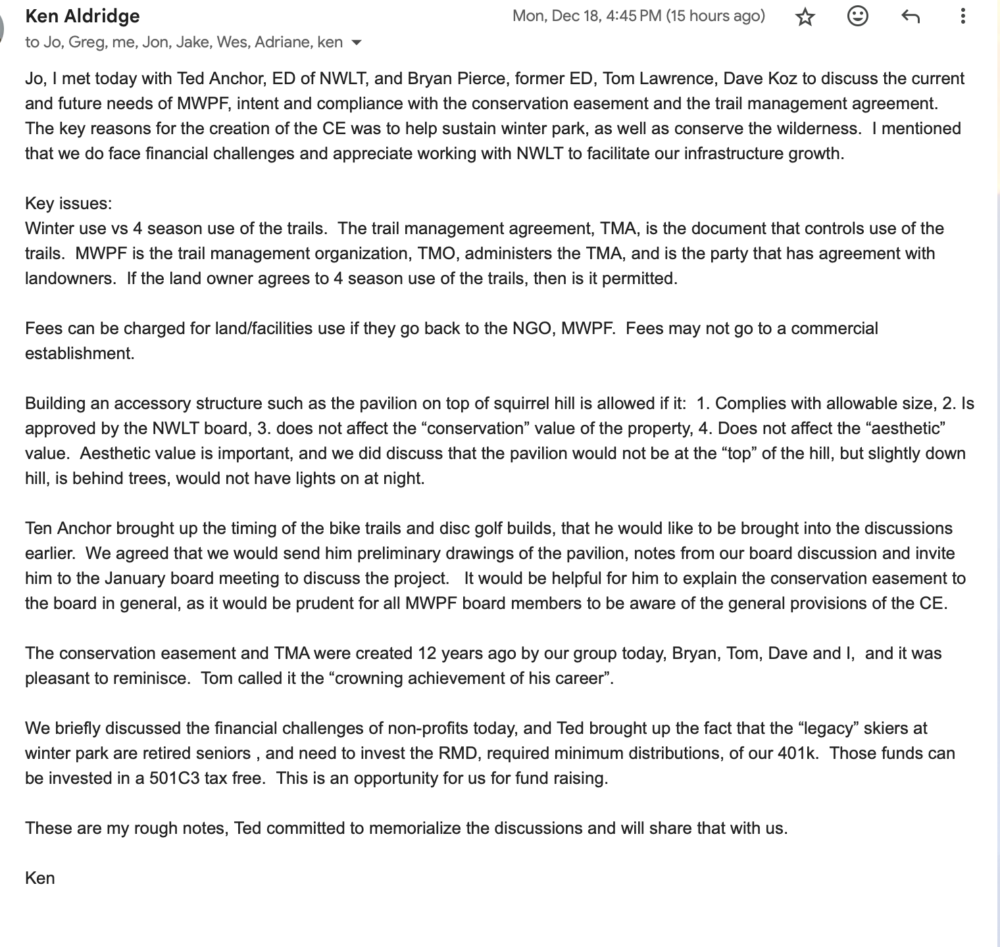 Ken Aldridge
Mon, Dec 18, 4:45 PM (15 hours ago)
to Jo, Greg, me, Jon, Jake, Wes, Adriane, ken
Jo, I met today with Ted Anchor, ED of NWLT, and Bryan Pierce, former ED, Tom Lawrence, Dave Koz to discuss the current
and future needs of MWPF, intent and compliance with the conservation easement and the trail management agreement.
The key reasons for the creation of the CE was to help sustain winter park, as well as conserve the wilderness.  I mentioned
that we do face financial challenges and appreciate working with NWLT to facilitate our infrastructure growth.
Key issues:
Winter use vs 4 season use of the trails.  The trail management agreement, TMA, is the document that controls use of the
trails.  MWPF is the trail management organization, TMO, administers the TMA, and is the party that has agreement with
landowners.  If the land owner agrees to 4 season use of the trails, then is it permitted.
Fees can be charged for land/facilities use if they go back to the NGO, MWPF.  Fees may not go to a commercial
establishment.
Building an accessory structure such as the pavilion on top of squirrel hill is allowed if it:  1. Complies with allowable size, 2. Is
approved by the NWLT board, 3. does not affect the “conservation” value of the property, 4. Does not affect the “aesthetic”
value.  Aesthetic value is important, and we did discuss that the pavilion would not be at the “top” of the hill, but slightly down
hill, is behind trees, would not have lights on at night.
Ten Anchor brought up the timing of the bike trails and disc golf builds, that he would like to be brought into the discussions
earlier.  We agreed that we would send him preliminary drawings of the pavilion, notes from our board discussion and invite
him to the January board meeting to discuss the project.   It would be helpful for him to explain the conservation easement to
the board in general, as it would be prudent for all MWPF board members to be aware of the general provisions of the CE.
The conservation easement and TMA were created 12 years ago by our group today, Bryan, Tom, Dave and I,  and it was
pleasant to reminisce.  Tom called it the “crowning achievement of his career”.
We briefly discussed the financial challenges of non-profits today, and Ted brought up the fact that the “legacy” skiers at
winter park are retired seniors , and need to invest the RMD, required minimum distributions, of our 401k.  Those funds can
be invested in a 501C3 tax free.  This is an opportunity for us for fund raising.
These are my rough notes, Ted committed to memorialize the discussions and will share that with us.
Ken